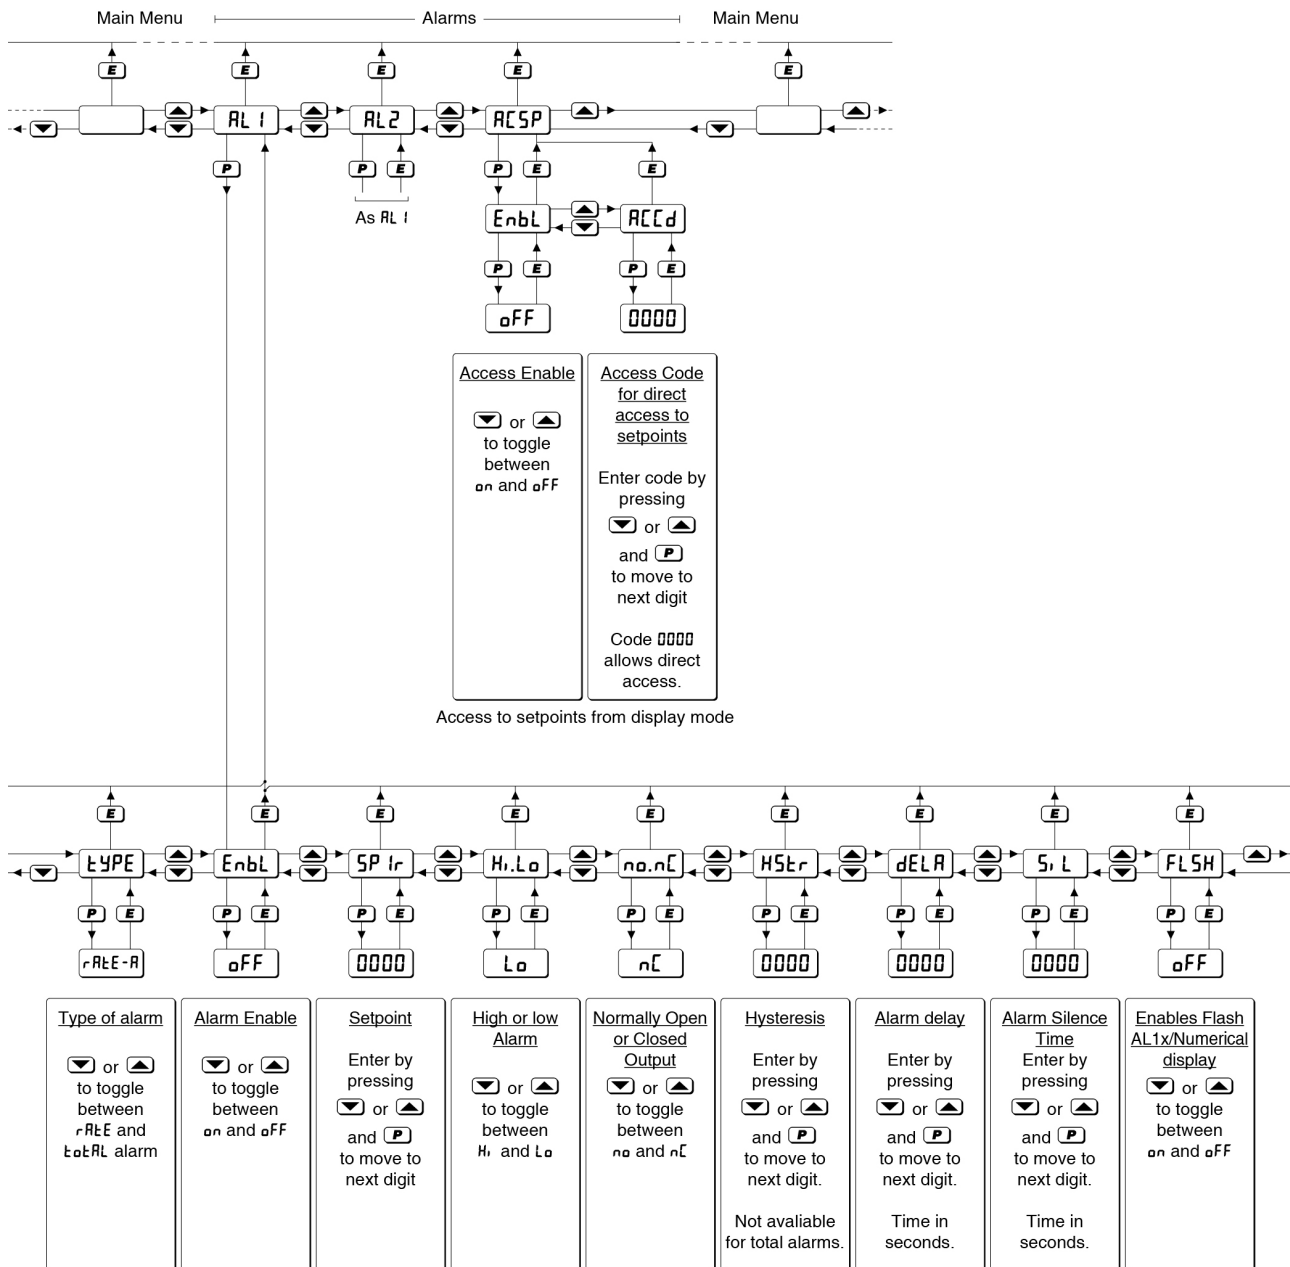 Main Menu Alarms Main Menu
E E E E
AL1 AL2 ACSP
P P E P E E
As AL1
EnbL ACCd
P E P E
oFF 0000
Access Enable
or
to toggle
between
on and oFF
Access Code
for direct
access to
setpoints
Enter code by
pressing
or
and P
to move to
next digit
Code 0000
allows direct
access.
Access to setpoints from display mode
E E E E E E E E E
tYPE EnbL SP1r Hi.Lo no.nC HStr dELA SiL FLSH
P E P E P E P E P E P E P E P E P E
rAtE-A oFF 0000 Lo nC 0000 0000 0000 oFF
Type of alarm
or
to toggle
between
rAtE and
totAL alarm
Alarm Enable
or
to toggle
between
on and oFF
Setpoint
Enter by
pressing
or
and P
to move to
next digit
High or low
Alarm
or
to toggle
between
Hi and Lo
Normally Open
or Closed
Output
or
to toggle
between
no and nC
Hysteresis
Enter by
pressing
or
and P
to move to
next digit.
Not avaliable
for total alarms.
Alarm delay
Enter by
pressing
or
and P
to move to
next digit.
Time in
seconds.
Alarm Silence
Time
Enter by
pressing
or
and P
to move to
next digit.
Time in
seconds.
Enables Flash
AL1x/Numerical
display
or
to toggle
between
on and oFF